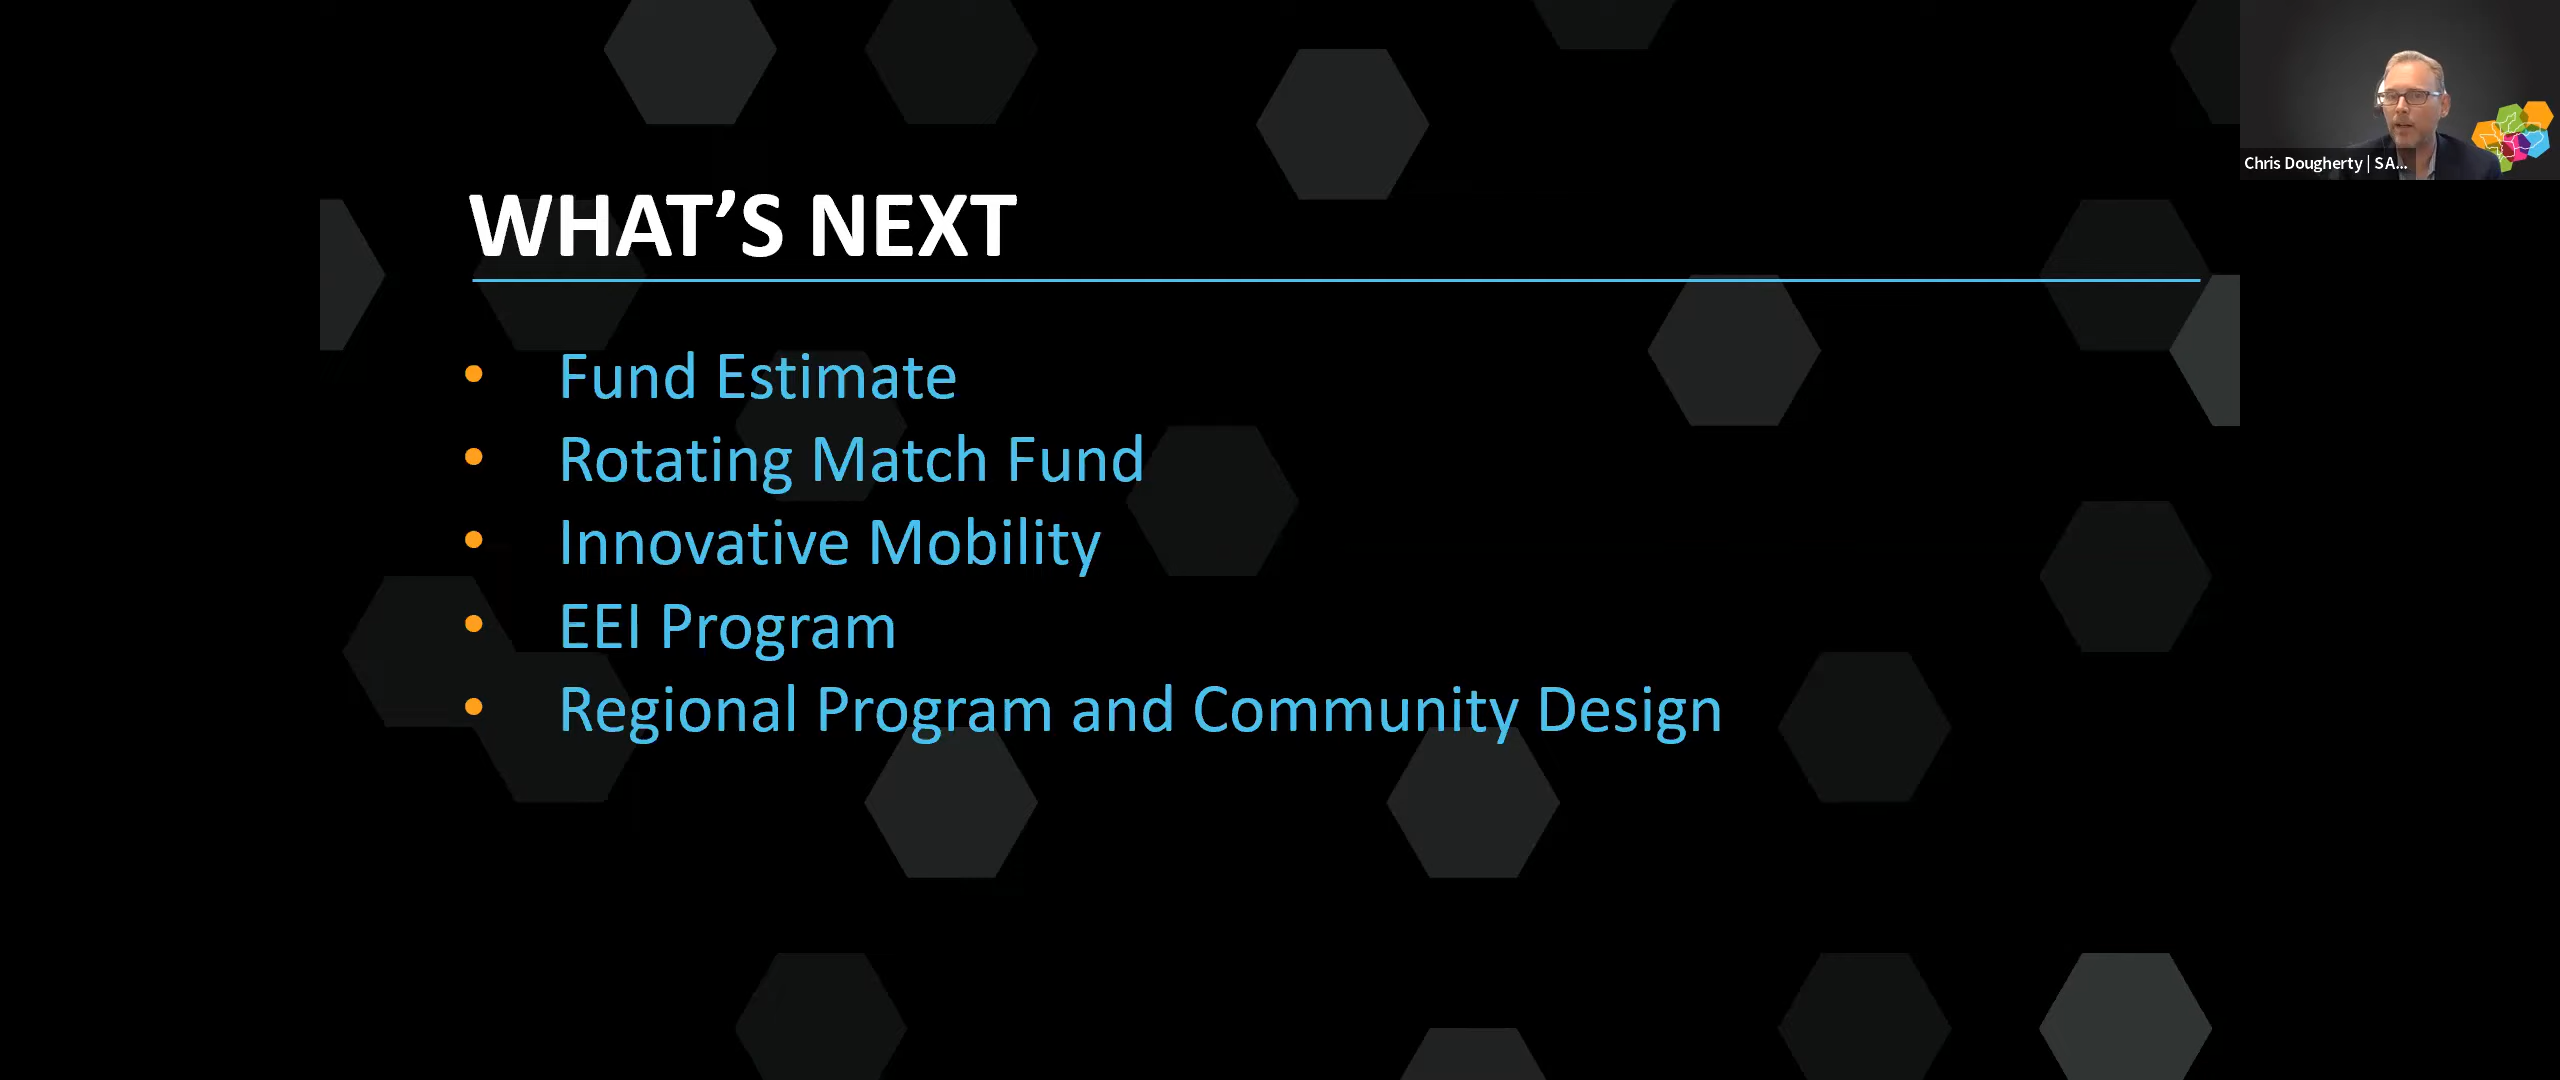 WHAT’S NEXT
• Fund Estimate
• Rotating Match Fund
• Innovative Mobility
• EEI Program
• Regional Program and Community Design
Chris Dougherty | SA...